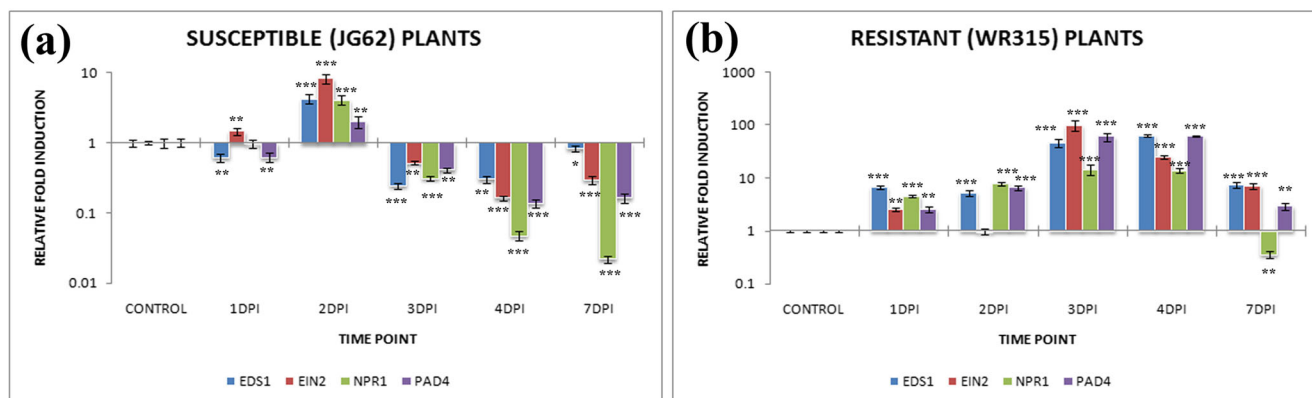 (a)
SUSCEPTIBLE (JG62) PLANTS
RELATIVE FOLD INDUCTION
10
1
0.1
0.01
** ** **
*** *** *** **
*** ** *** **
** *** *** ***
* *** *** ***
CONTROL 1DPI 2DPI 3DPI 4DPI 7DPI
TIME POINT
EDS1 EIN2 NPR1 PAD4
(b)
RESISTANT (WR315) PLANTS
RELATIVE FOLD INDUCTION
1000
100
10
1
0.1
*** ** *** **
*** *** ***
*** *** *** ***
*** *** *** ***
*** *** ** **
CONTROL 1DPI 2DPI 3DPI 4DPI 7DPI
TIME POINT
EDS1 EIN2 NPR1 PAD4